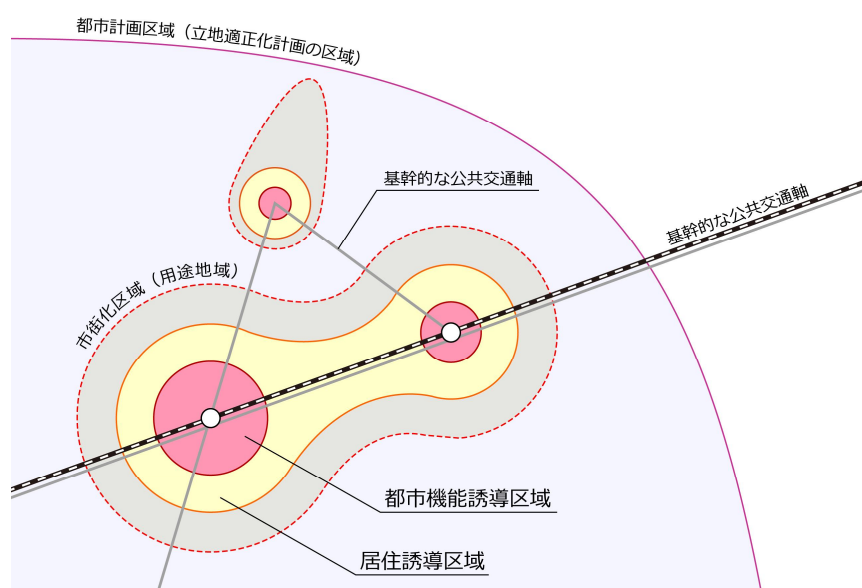 都市計画区域（立地適正化計画の区域）
基幹的な公共交通軸
基幹的な公共交通軸
市街化区域（用途地域）
都市機能誘導区域
居住誘導区域